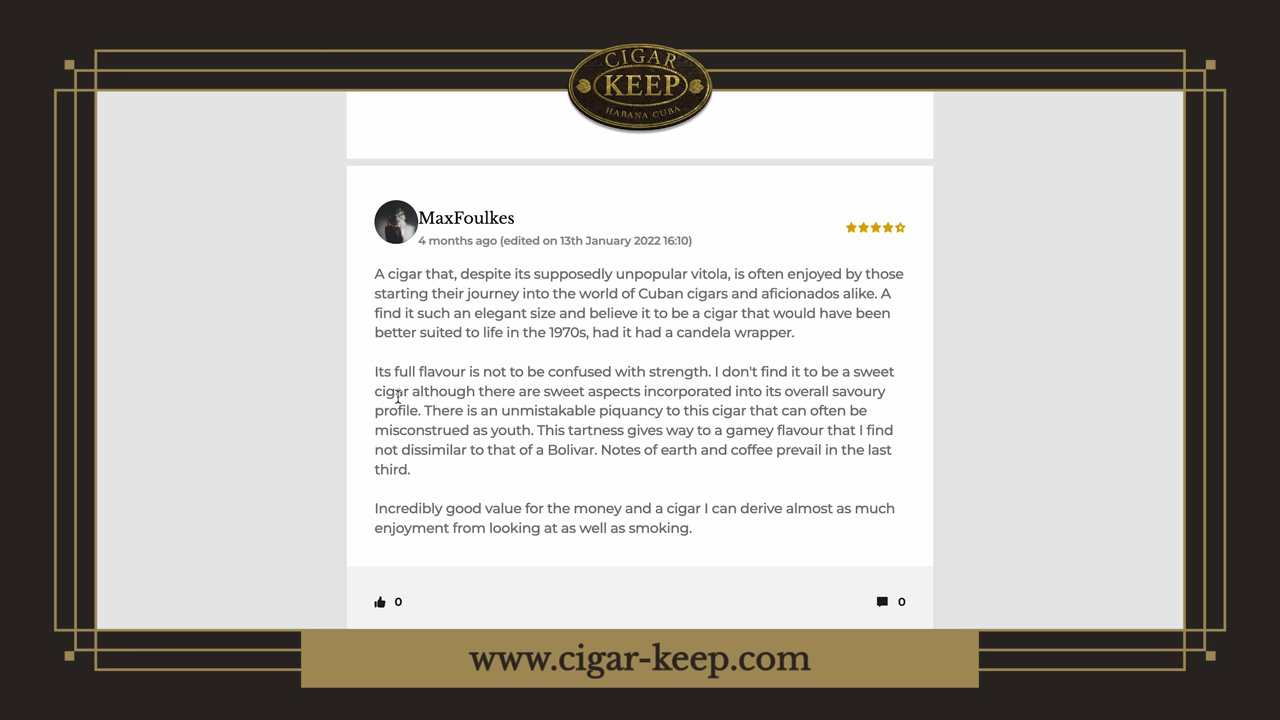 CIGAR
KEEP
HABANA CUBA
MaxFoulkes
4 months ago (edited on 13th January 2022 16:10)
A cigar that, despite its supposedly unpopular vitola, is often enjoyed by those
starting their journey into the world of Cuban cigars and aficionados alike. A
find it such an elegant size and believe it to be a cigar that would have been
better suited to life in the 1970s, had it had a candela wrapper.
Its full flavour is not to be confused with strength. I don't find it to be a sweet
cigar although there are sweet aspects incorporated into its overall savoury
profile. There is an unmistakable piquancy to this cigar that can often be
misconstrued as youth. This tartness gives way to a gamey flavour that I find
not dissimilar to that of a Bolivar. Notes of earth and coffee prevail in the last
third.
Incredibly good value for the money and a cigar I can derive almost as much
enjoyment from looking at as well as smoking.
0 0
www.cigar-keep.com